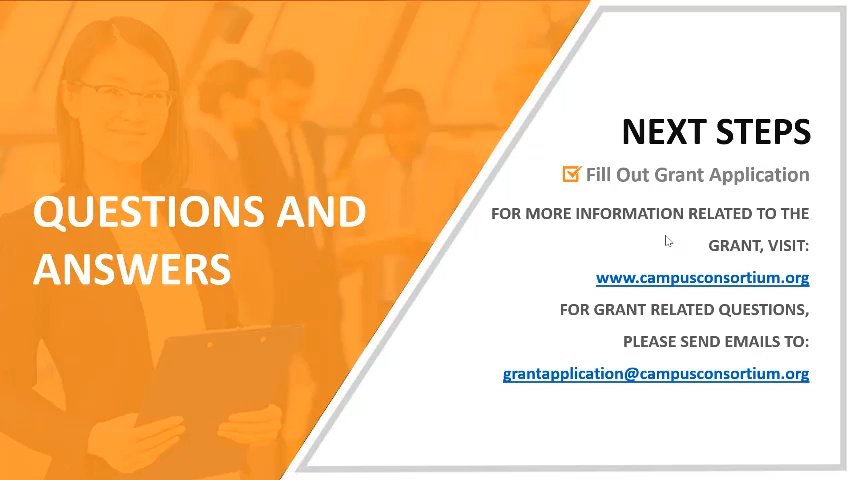 QUESTIONS AND
ANSWERS
NEXT STEPS
Fill Out Grant Application
FOR MORE INFORMATION RELATED TO THE
GRANT, VISIT:
www.campusconsortium.org
FOR GRANT RELATED QUESTIONS,
PLEASE SEND EMAILS TO:
grantapplication@campusconsortium.org